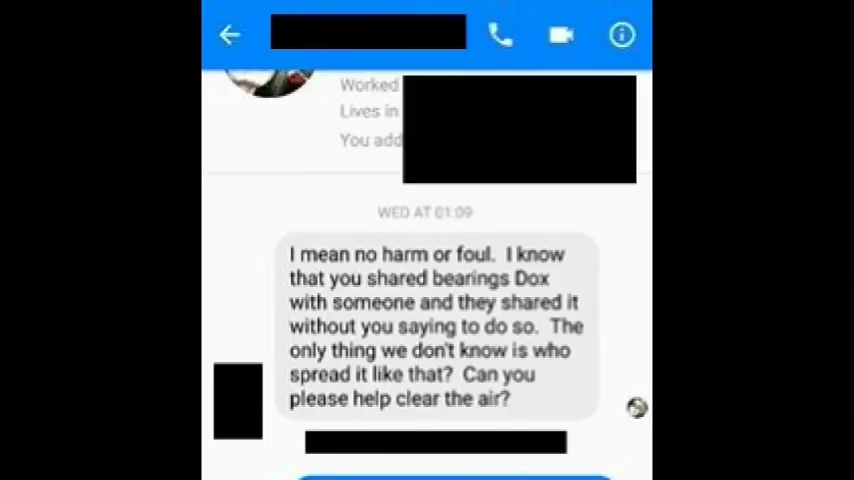 Worked
Lives in
You add
WED AT 01:09
I mean no harm or foul. I know
that you shared bearings Dox
with someone and they shared it
without you saying to do so. The
only thing we don't know is who
spread it like that? Can you
please help clear the air?